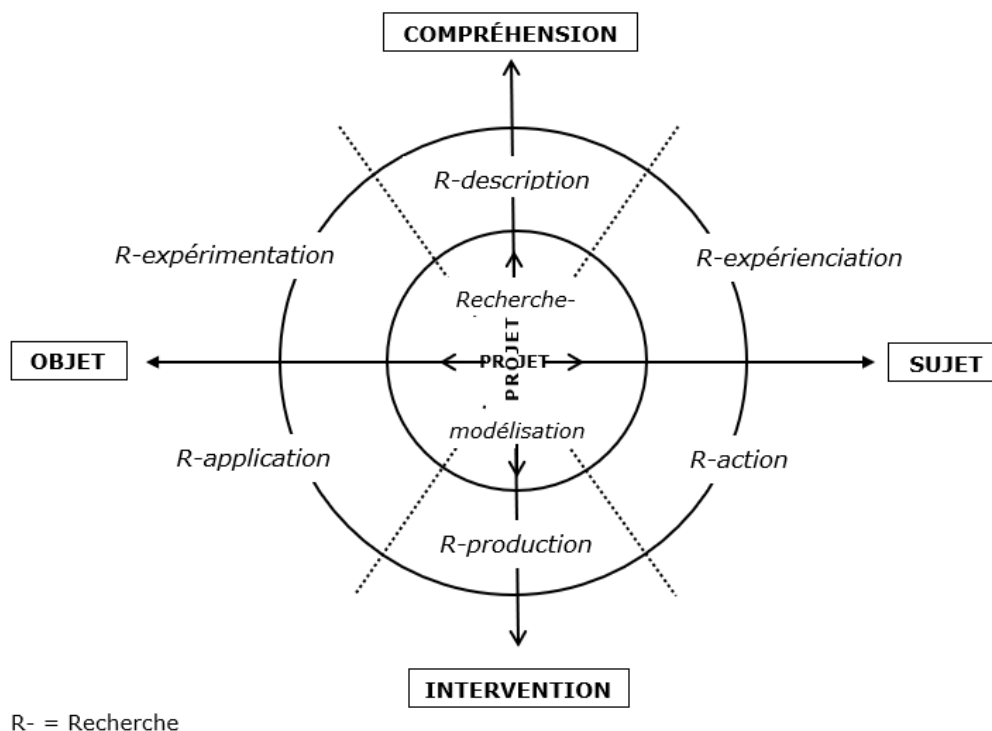 COMPRÉHENSION
R-description
R-expérimentation
R-expérienciation
Recherche-
PROJET
OBJET
PROJET
SUJET
modélisation
R-application
R-action
R-production
INTERVENTION
R- = Recherche